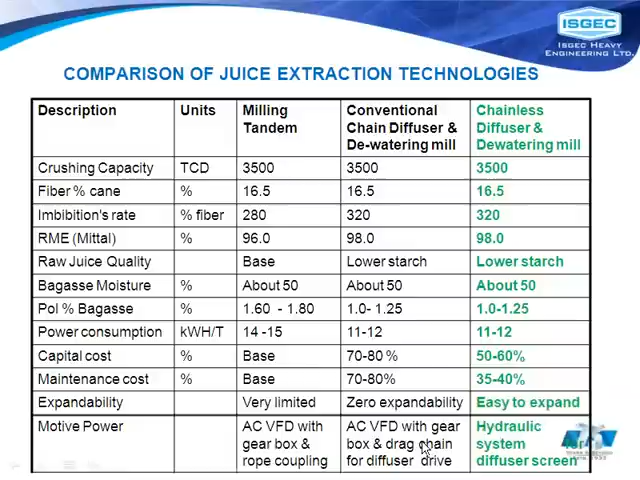 ISGEC
ISGEC HEAVY
ENGINEERING LTD.
COMPARISON OF JUICE EXTRACTION TECHNOLOGIES
Description Units Milling Tandem Conventional Chain Diffuser & De-watering mill Chainless Diffuser & Dewatering mill
Crushing Capacity TCD 3500 3500 3500
Fiber % cane % 16.5 16.5 16.5
Imbibition's rate % fiber 280 320 320
RME (Mittal) % 96.0 98.0 98.0
Raw Juice Quality Base Lower starch Lower starch
Bagasse Moisture % About 50 About 50 About 50
Pol % Bagasse % 1.60 - 1.80 1.0- 1.25 1.0-1.25
Power consumption kWH/T 14 -15 11-12 11-12
Capital cost % Base 70-80 % 50-60%
Maintenance cost % Base 70-80% 35-40%
Expandability Very limited Zero expandability Easy to expand
Motive Power AC VFD with gear box & rope coupling AC VFD with gear box & drag chain for diffuser drive Hydraulic system for diffuser screen